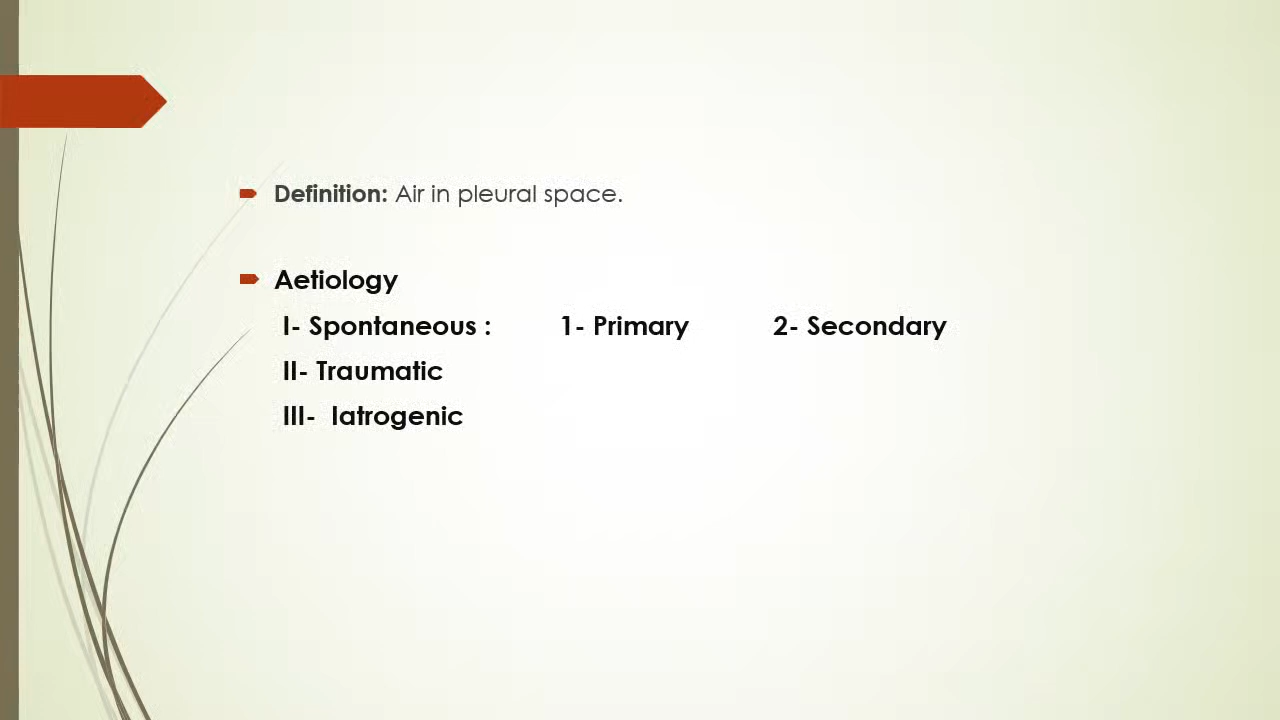 Definition: Air in pleural space.
Aetiology
I- Spontaneous : 1- Primary 2- Secondary
II- Traumatic
III- Iatrogenic